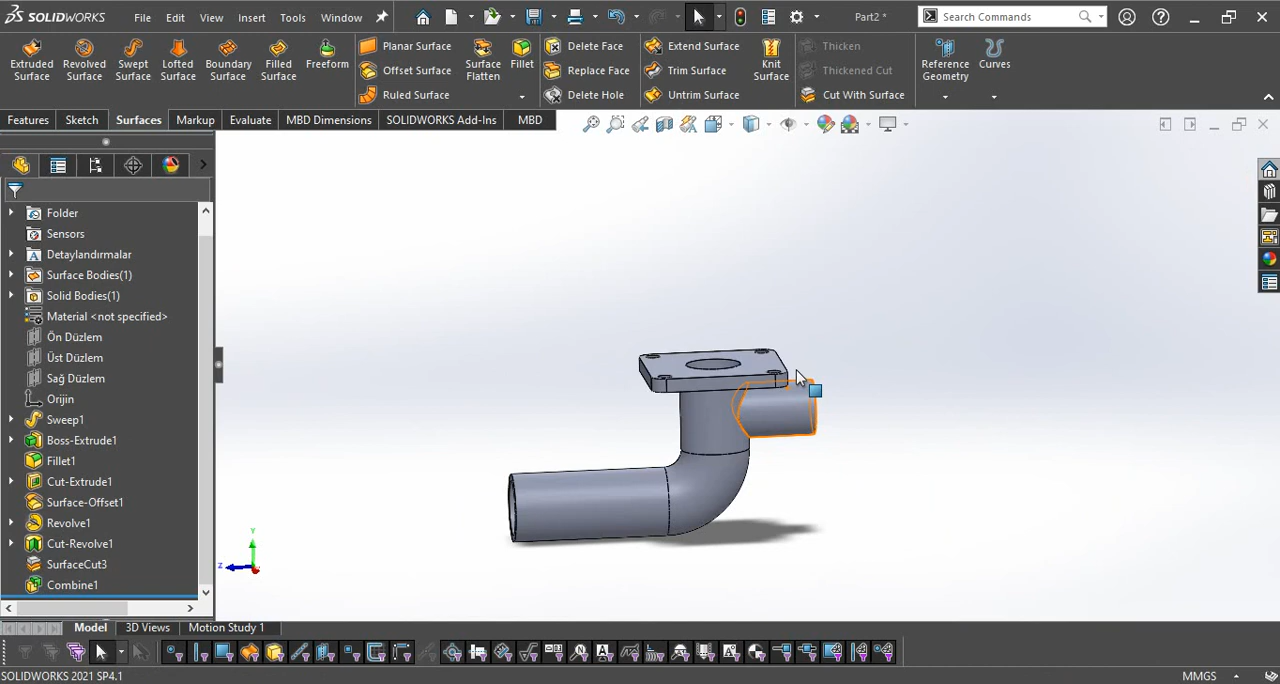 SOLIDWORKS File Edit View Insert Tools Window Part2 * Search Commands
Extruded Surface
Revolved Surface
Swept Surface
Lofted Surface
Boundary Surface
Filled Surface
Freeform
Planar Surface
Offset Surface
Ruled Surface
Surface Flatten
Fillet
Delete Face
Replace Face
Delete Hole
Extend Surface
Trim Surface
Untrim Surface
Knit Surface
Thicken
Thickened Cut
Cut With Surface
Reference Geometry
Curves
Features Sketch Surfaces Markup Evaluate MBD Dimensions SOLIDWORKS Add-Ins MBD
Folder
Sensors
Detaylandırmalar
Surface Bodies(1)
Solid Bodies(1)
Material <not specified>
Ön Düzlem
Üst Düzlem
Sağ Düzlem
Orijin
Sweep1
Boss-Extrude1
Fillet1
Cut-Extrude1
Surface-Offset1
Revolve1
Cut-Revolve1
SurfaceCut3
Combine1
Y
Z
Model 3D Views Motion Study 1
SOLIDWORKS 2021 SP4.1 MMGS